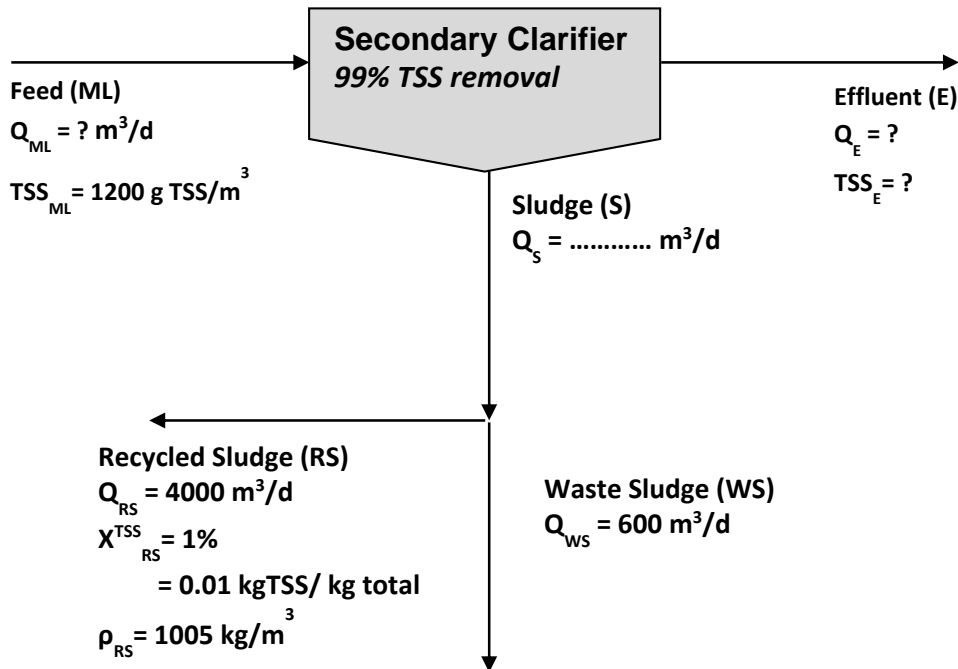 Secondary Clarifier
99% TSS removal
Feed (ML)
Q_ML = ? m³/d
TSS_ML = 1200 g TSS/m³
Effluent (E)
Q_E = ?
TSS_E = ?
Sludge (S)
Q_S = ………… m³/d
Recycled Sludge (RS)
Q_RS = 4000 m³/d
X^TSS_RS = 1%
= 0.01 kgTSS/ kg total
ρ_RS = 1005 kg/m³
Waste Sludge (WS)
Q_WS = 600 m³/d